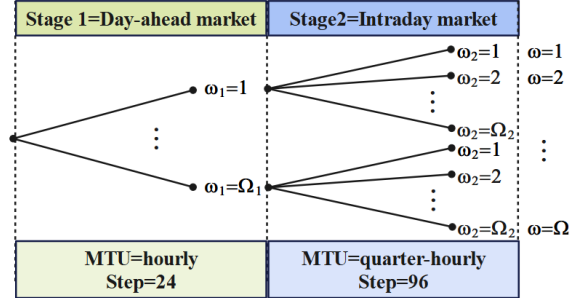 Stage 1=Day-ahead market
Stage2=Intraday market
ω₁=1
⋮
ω₁=Ω₁
ω₂=1
ω₂=2
⋮
ω₂=Ω₂
ω₂=1
ω₂=2
⋮
ω₂=Ω₂
ω=1
ω=2
⋮
ω=Ω
MTU=hourly
Step=24
MTU=quarter-hourly
Step=96